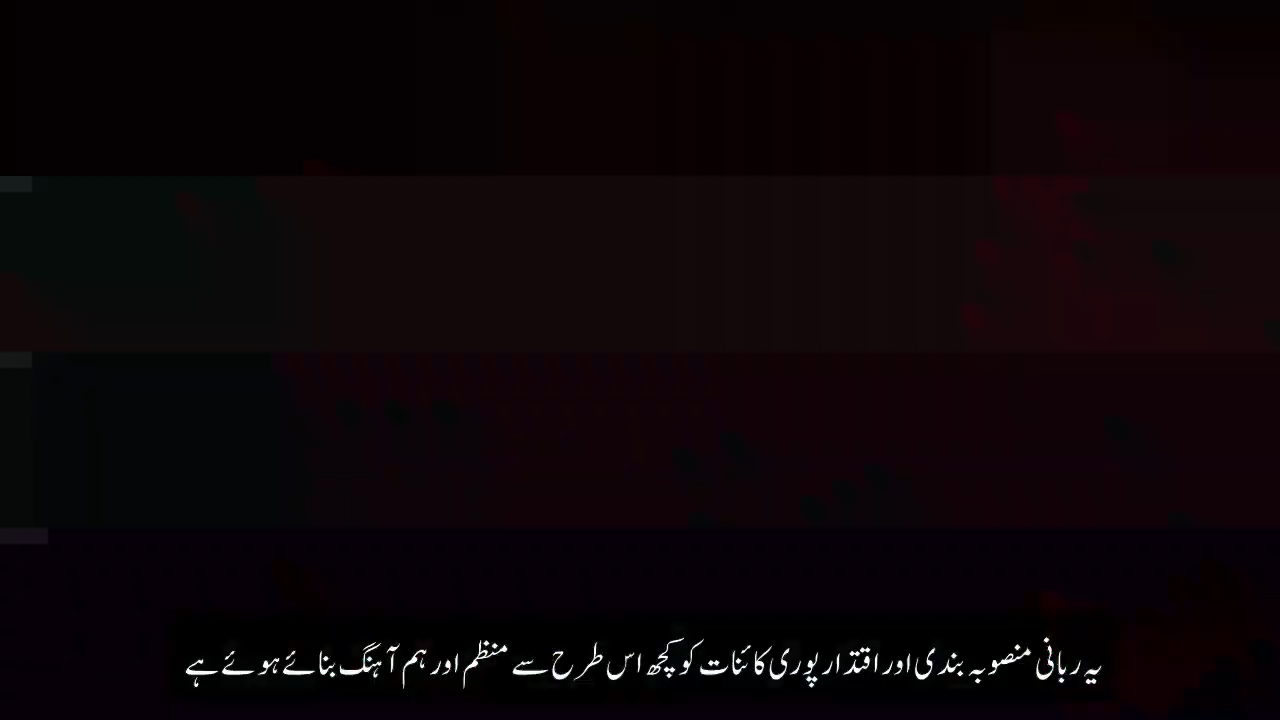 یہ ربانی منصوبہ بندی اور اقتدار پوری کائنات کو کچھ اس طرح سے منظم اور ہم آہنگ بنائے ہوئے ہے